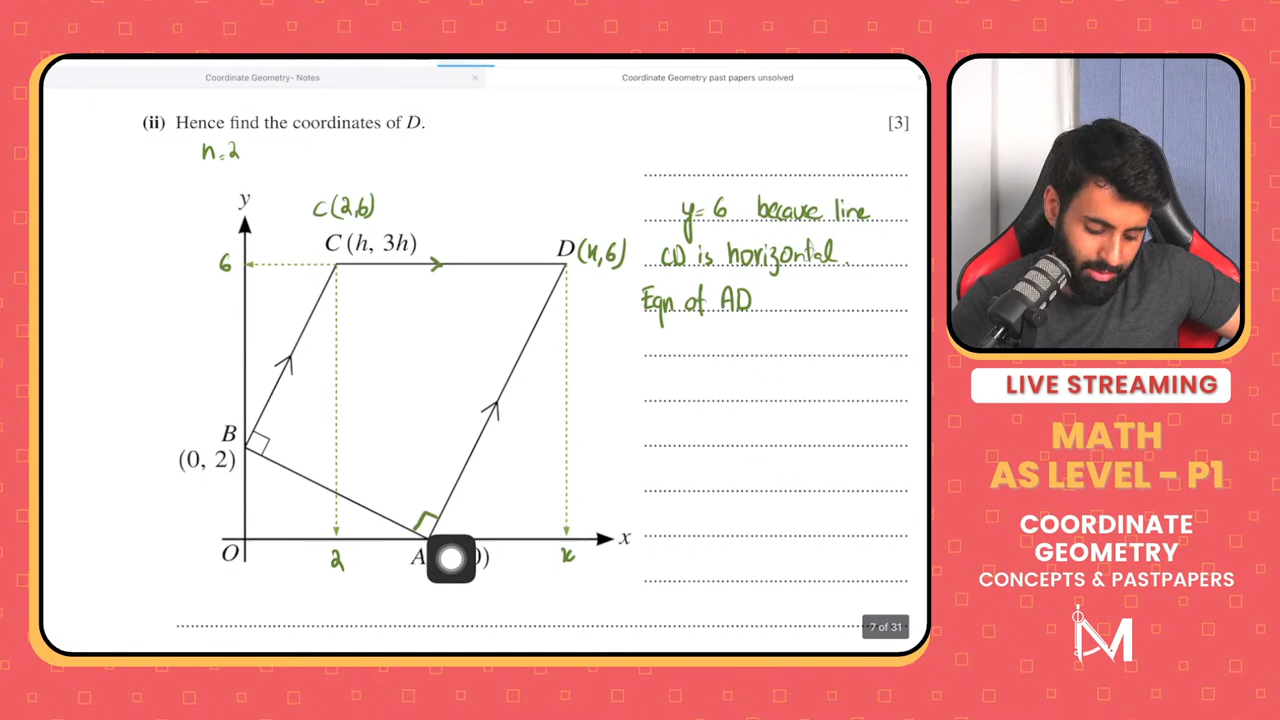 Coordinate Geometry- Notes
×
Coordinate Geometry past papers unsolved
(ii) Hence find the coordinates of D.
[3]
h=2
y
C(2,6)
C (h, 3h)
6
D(x,6)
y=6 because line
CD is horizontal.
Eqn of AD
B
(0, 2)
O
2
A
0)
x
x
7 of 31
LIVE STREAMING
MATH
AS LEVEL – P1
COORDINATE
GEOMETRY
CONCEPTS & PASTPAPERS
M